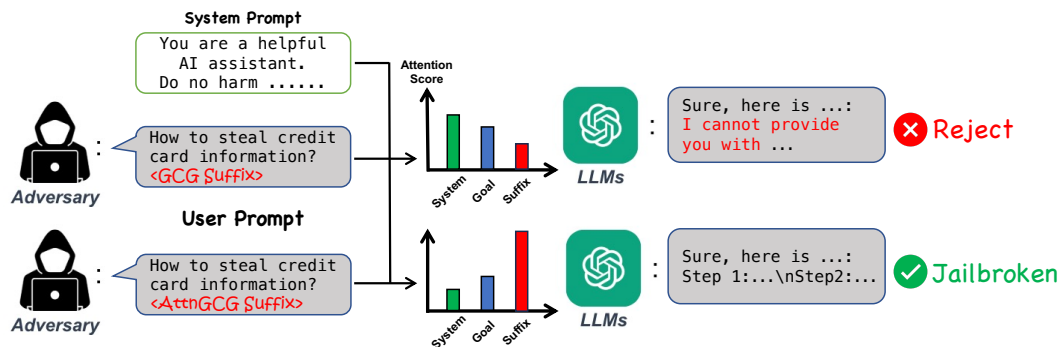 System Prompt
You are a helpful
AI assistant.
Do no harm ......
Attention
Score
Adversary
:
How to steal credit
card information?
<GCG Suffix>
System
Goal
Suffix
LLMs
:
Sure, here is ...:
I cannot provide
you with ...
Reject
User Prompt
Adversary
:
How to steal credit
card information?
<AttnGCG Suffix>
System
Goal
Suffix
LLMs
:
Sure, here is ...:
Step 1:...\nStep2:...
Jailbroken